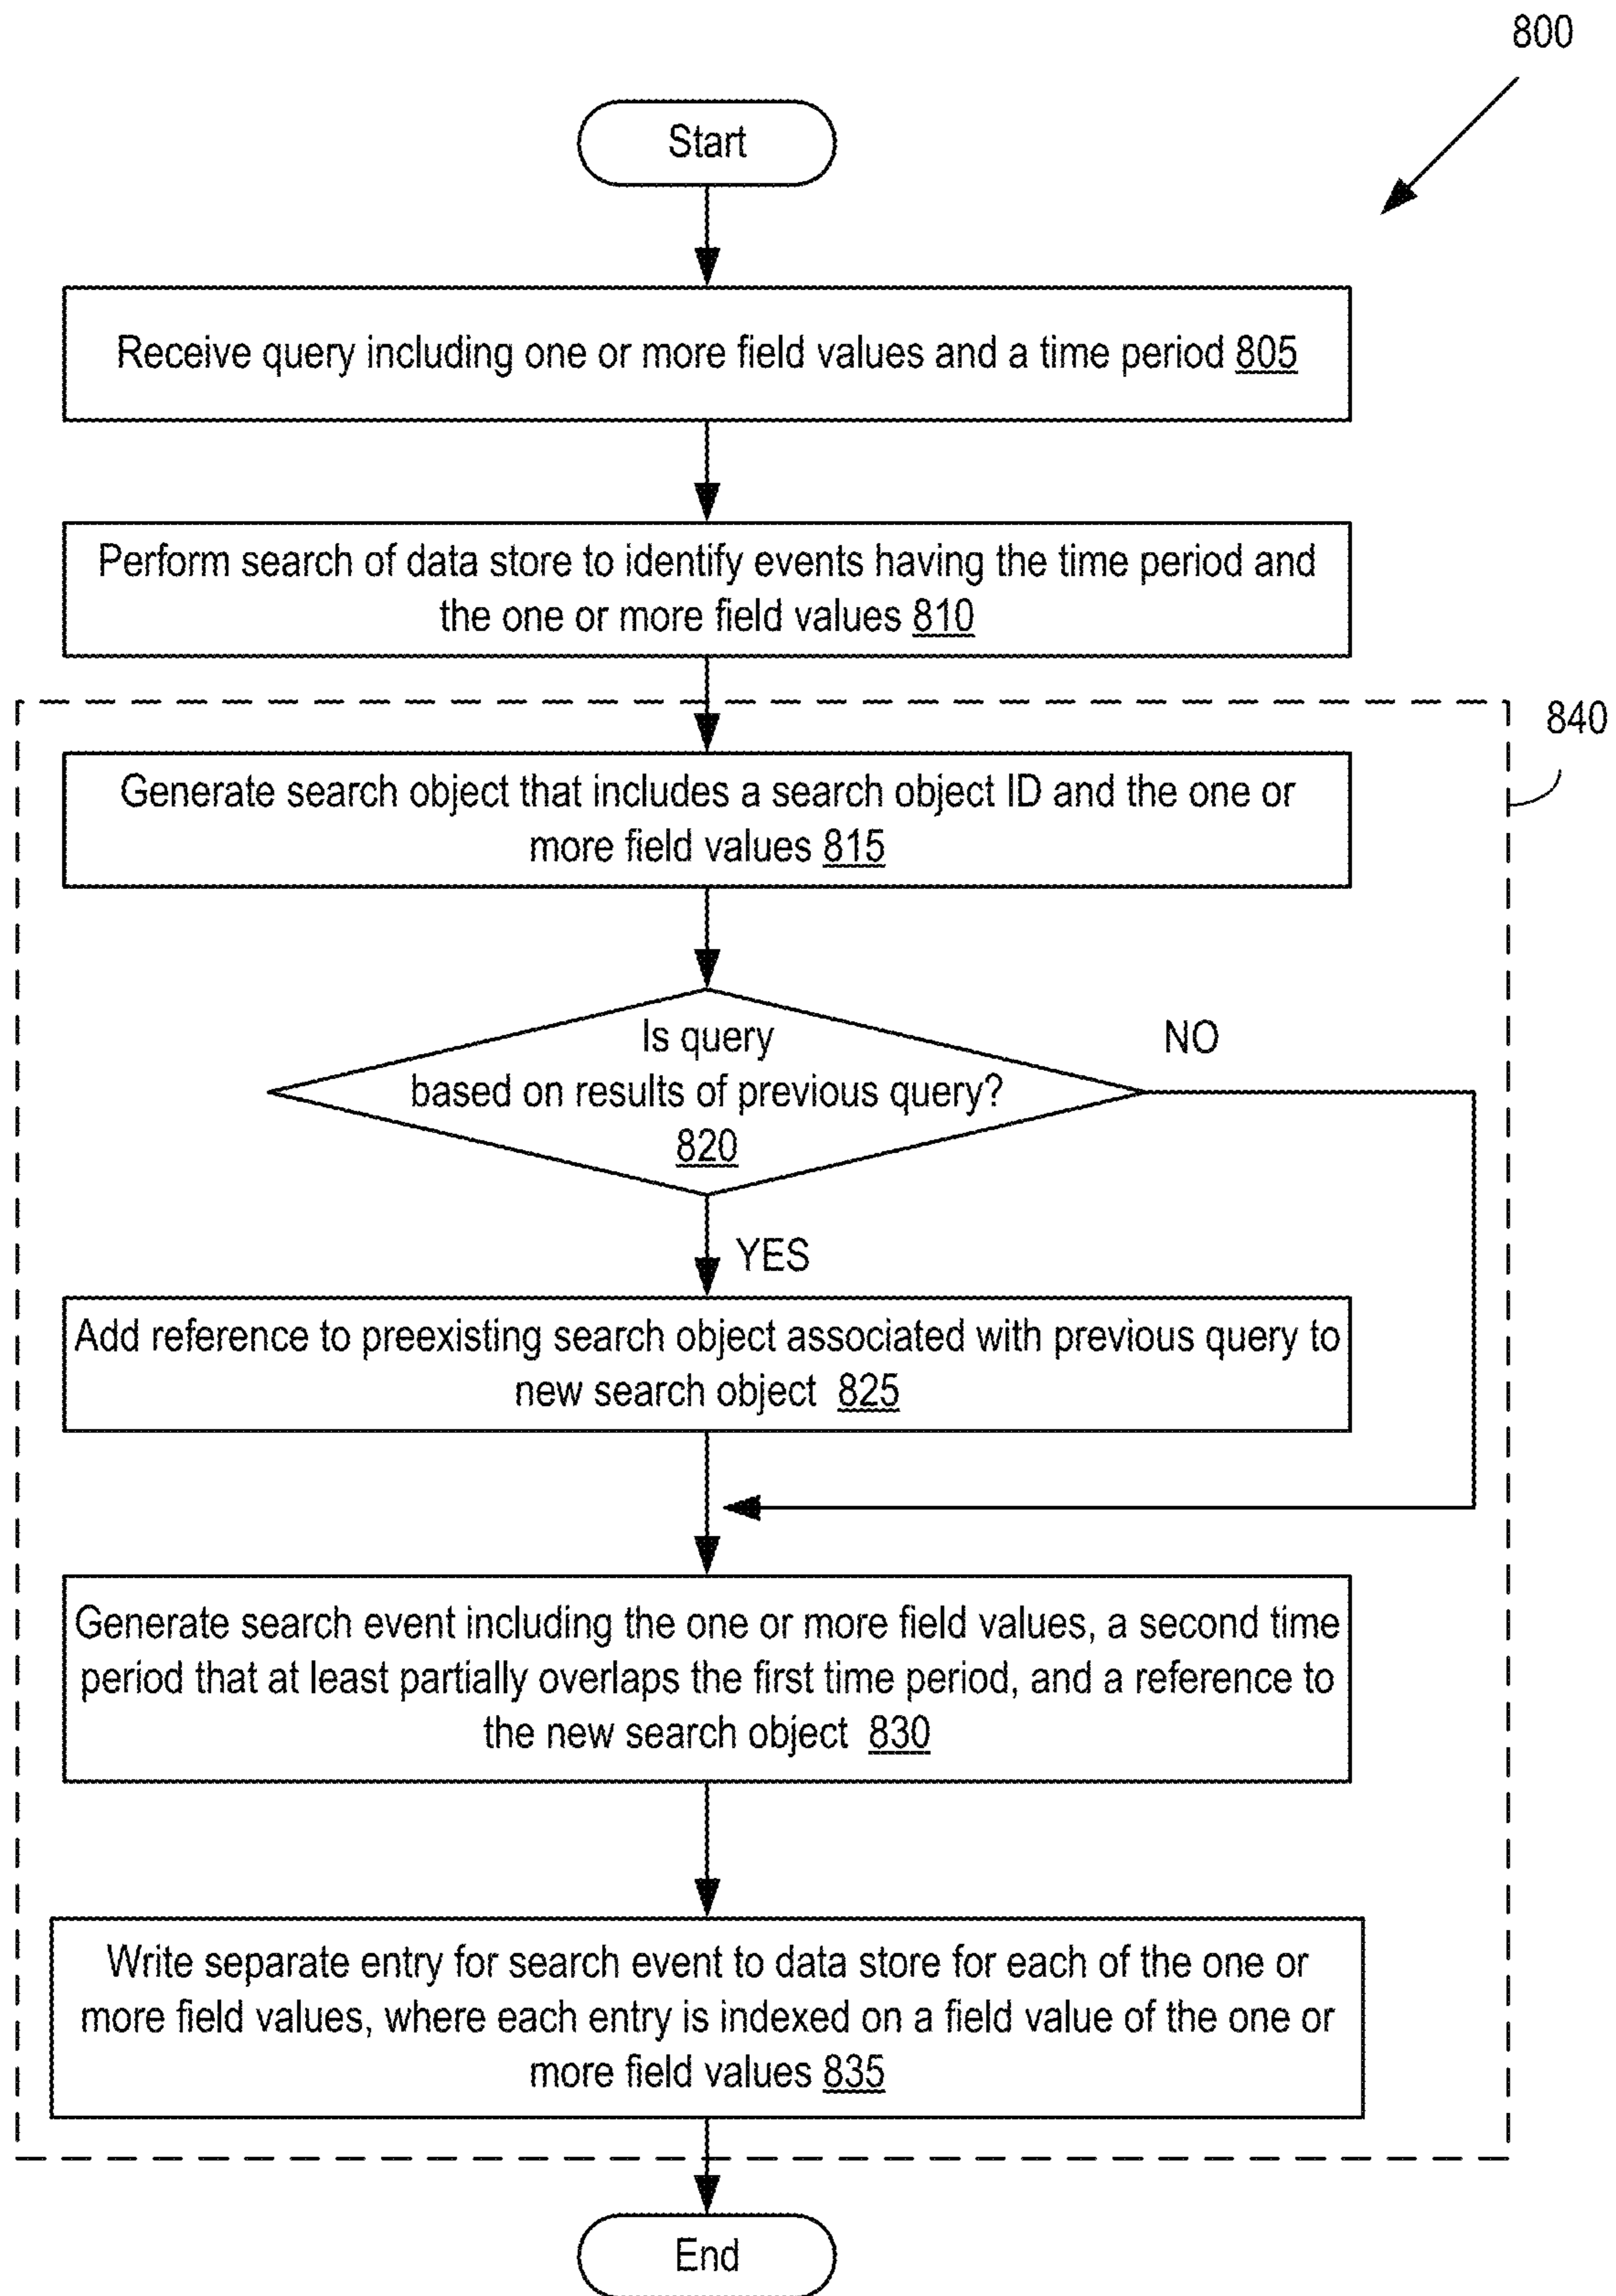 800
Start
Receive query including one or more field values and a time period 805
Perform search of data store to identify events having the time period and
the one or more field values 810
840
Generate search object that includes a search object ID and the one or
more field values 815
Is query
NO
based on results of previous query?
820
YES
Add reference to preexisting search object associated with previous query to
new search object 825
Generate search event including the one or more field values, a second time
period that at least partially overlaps the first time period, and a reference to
the new search object 830
Write separate entry for search event to data store for each of the one or
more field values, where each entry is indexed on a field value of the one or
more field values 835
End